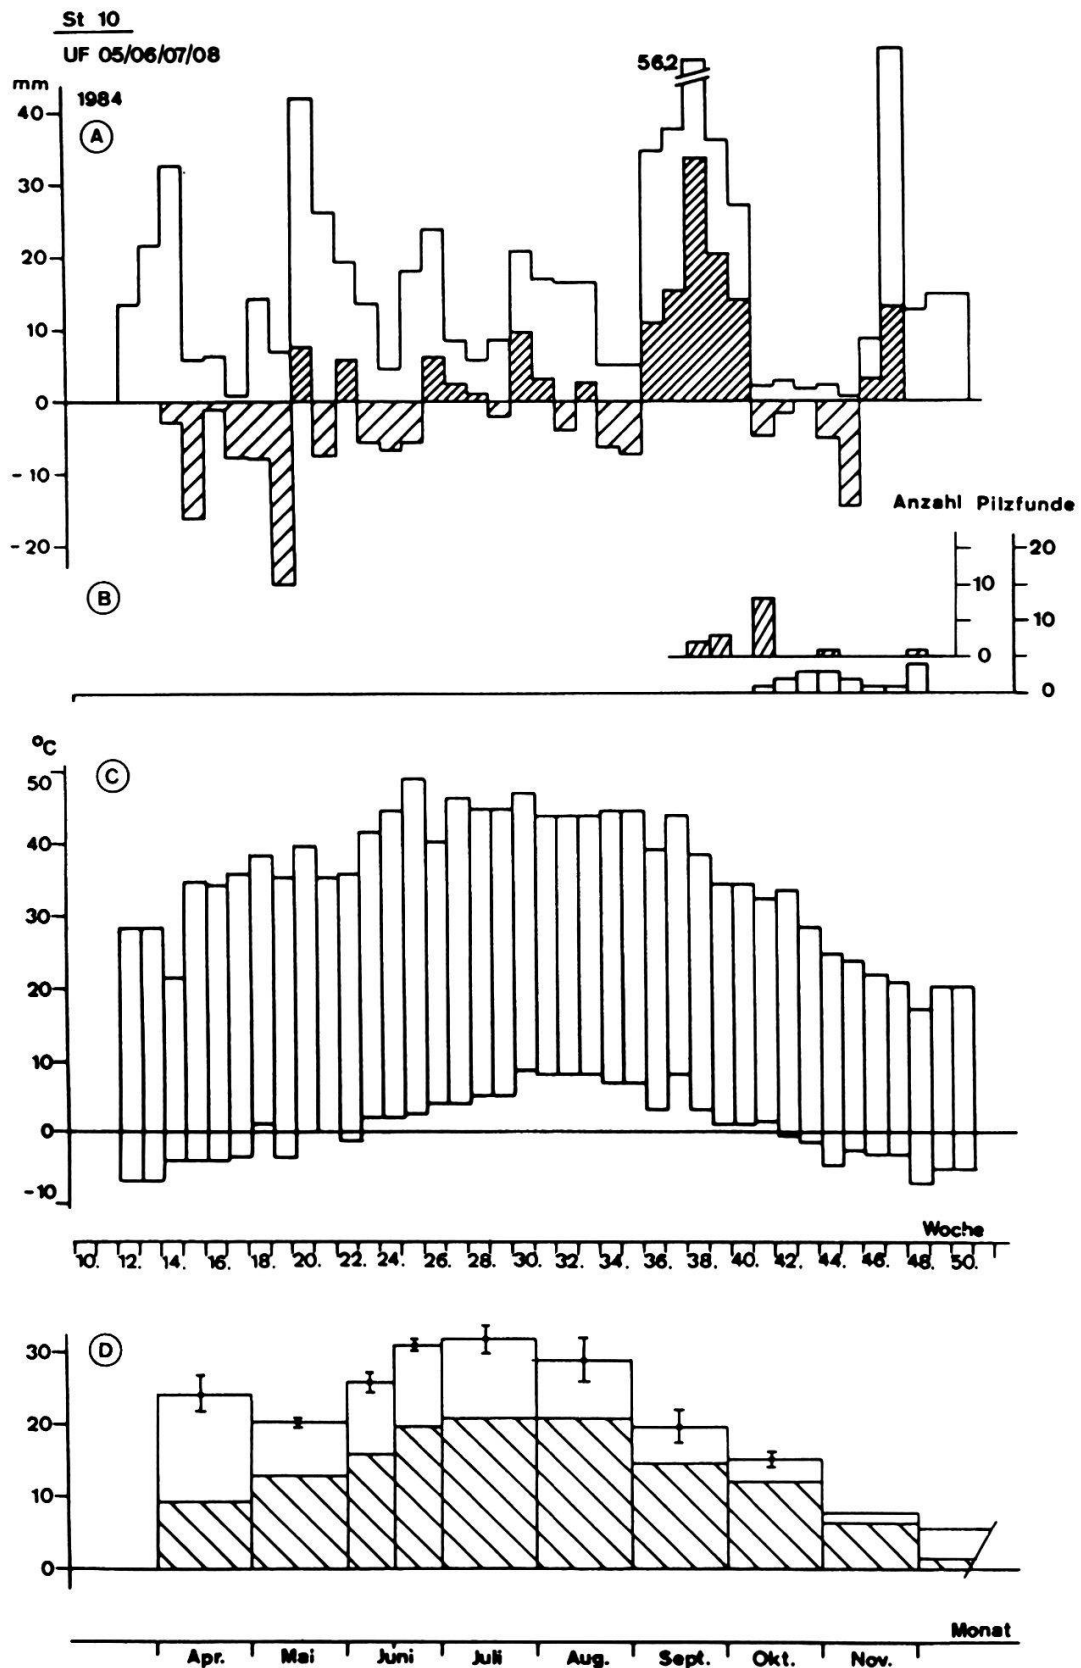 St 10
UF 05/06/07/08
mm
1984
A
562
40
30
20
10
0
-10
-20
Anzahl Pilzfunde
20
10
10
0
0
B
°C
C
50
40
30
20
10
0
-10
Woche
10. 12. 14. 16. 18. 20. 22. 24. 26. 28. 30. 32. 34. 36. 38. 40. 42. 44. 46. 48. 50.
D
30
20
10
0
Monat
Apr. Mai Juni Juli Aug. Sept. Okt. Nov.